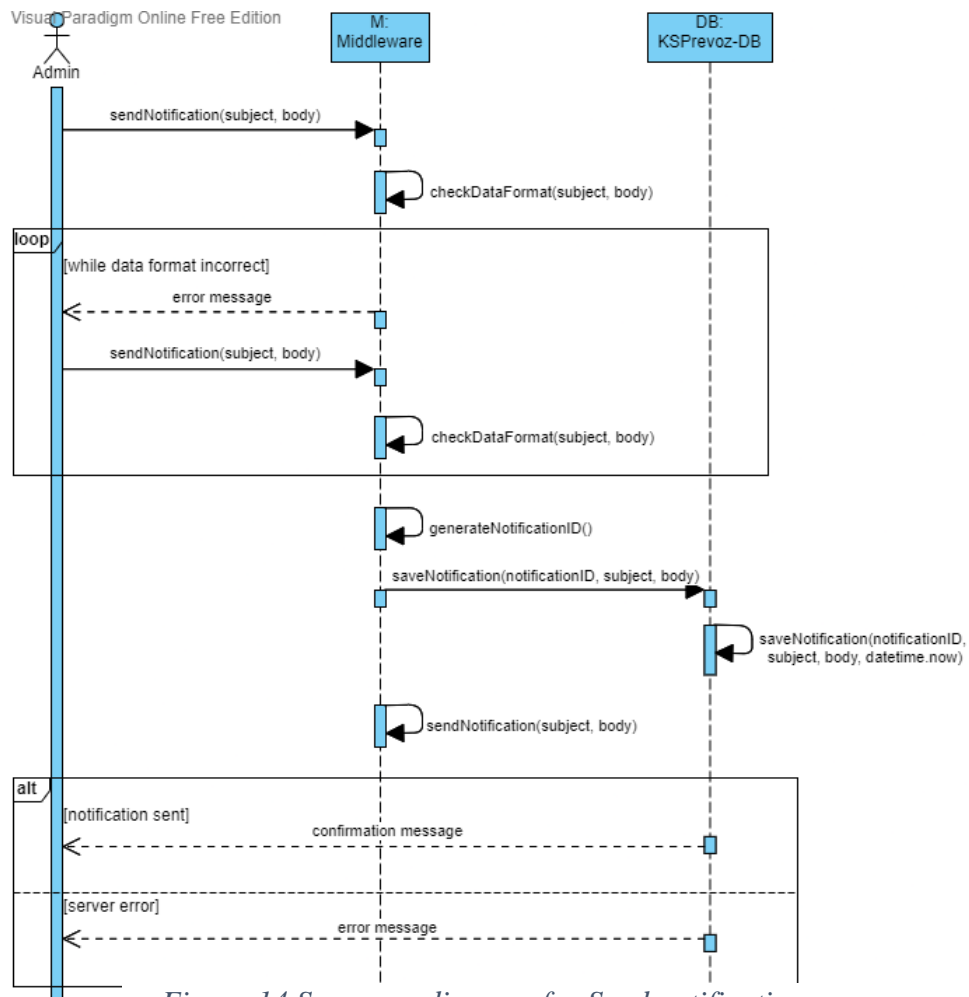 Visual Paradigm Online Free Edition
M:
Middleware
DB:
KSPrevoz-DB
Admin
sendNotification(subject, body)
checkDataFormat(subject, body)
loop
[while data format incorrect]
error message
sendNotification(subject, body)
checkDataFormat(subject, body)
generateNotificationID()
saveNotification(notificationID, subject, body)
saveNotification(notificationID,
subject, body, datetime.now)
sendNotification(subject, body)
alt
[notification sent]
confirmation message
[server error]
error message